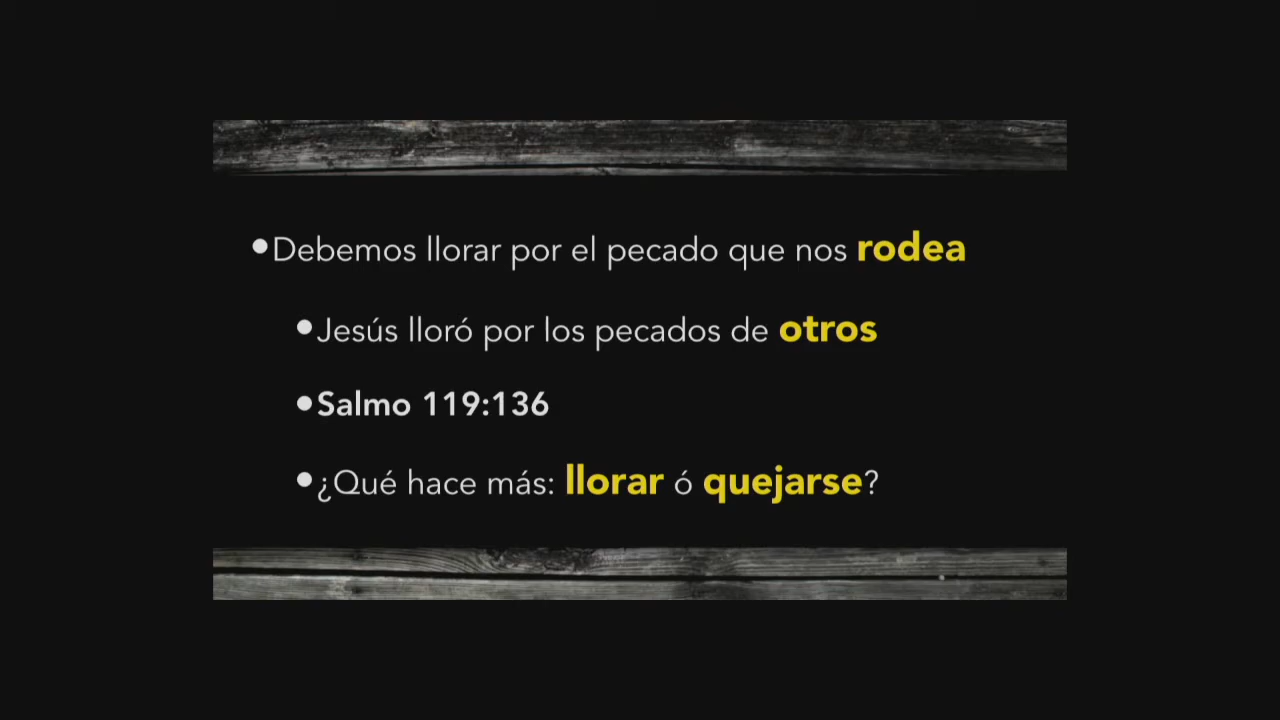 •Debemos llorar por el pecado que nos rodea
•Jesús lloró por los pecados de otros
•Salmo 119:136
•¿Qué hace más: llorar ó quejarse?